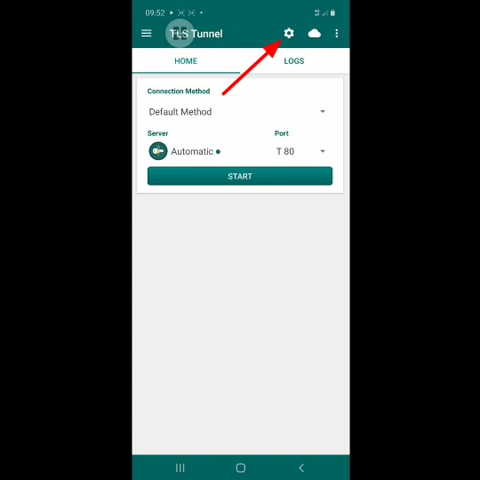 09:52
TLS Tunnel
HOME LOGS
Connection Method
Default Method
Server Port
Automatic T 80
START